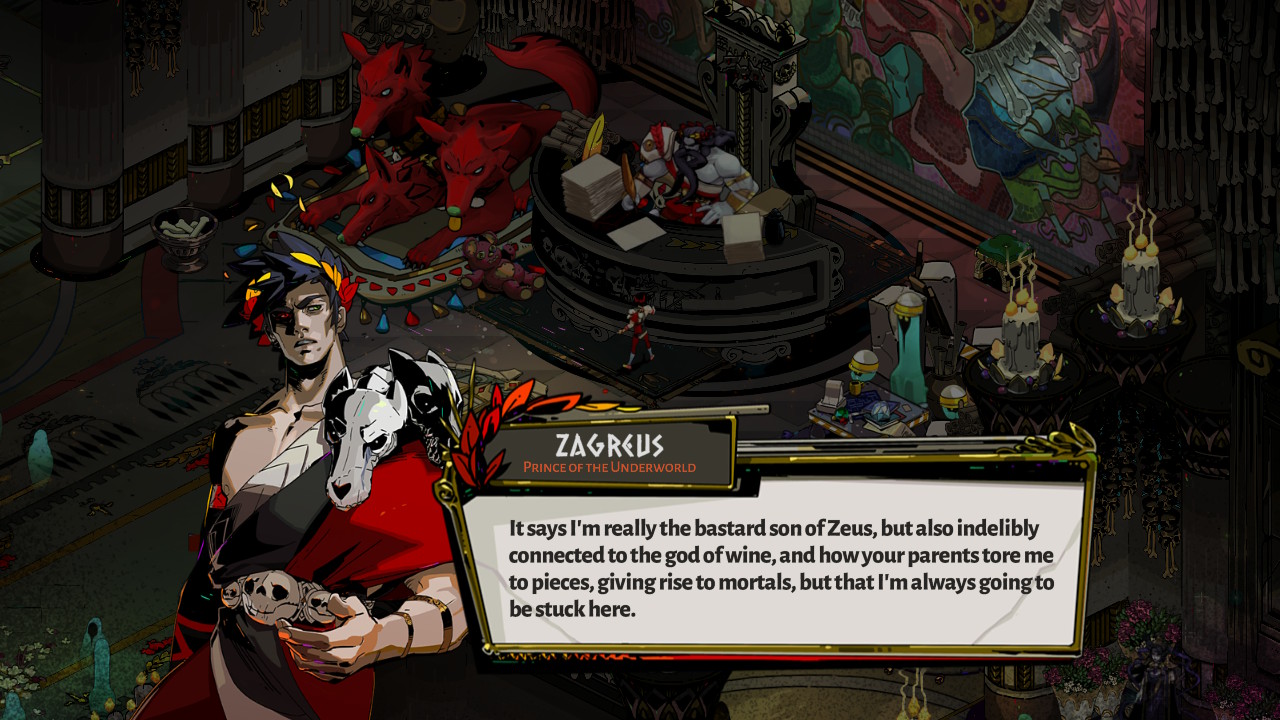 ZAGREUS
PRINCE OF THE UNDERWORLD
It says I'm really the bastard son of Zeus, but also indelibly
connected to the god of wine, and how your parents tore me
to pieces, giving rise to mortals, but that I'm always going to
be stuck here.